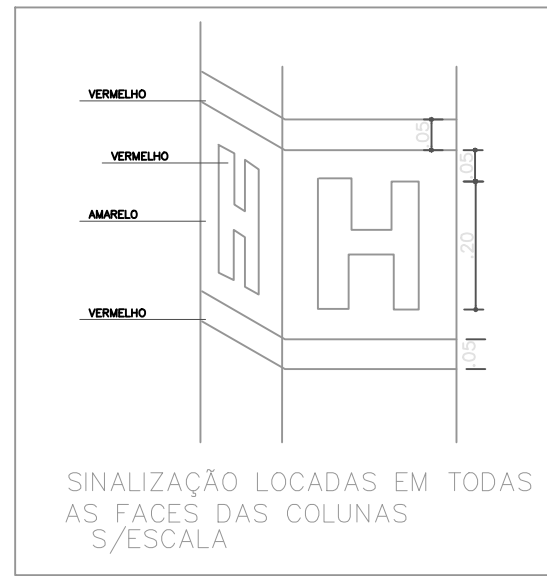 VERMELHO
.05
VERMELHO
.05
H
H
AMARELO
.20
VERMELHO
.05
SINALIZAÇÃO LOCADAS EM TODAS
AS FACES DAS COLUNAS
S/ESCALA